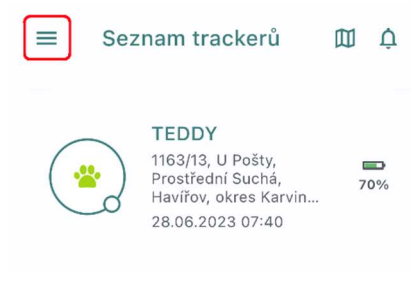 Seznam trackerů
TEDDY
1163/13, U Pošty,
Prostřední Suchá,
Havířov, okres Karvin...
70%
28.06.2023 07:40